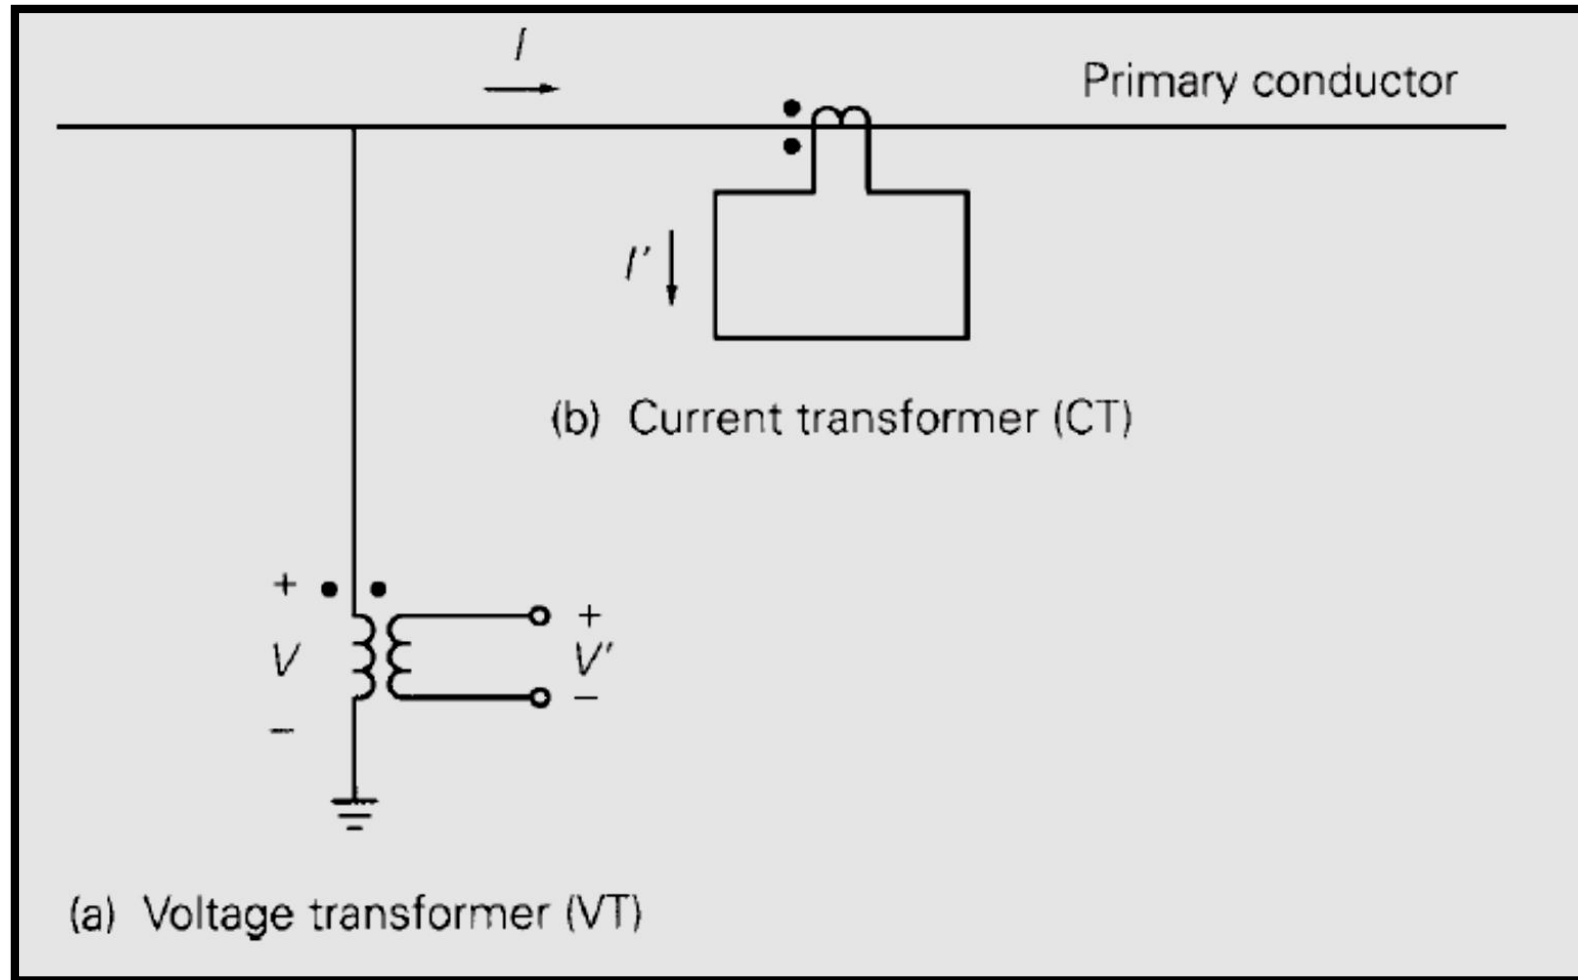 I
Primary conductor
I'
(b) Current transformer (CT)
+
V
−
+
V'
−
(a) Voltage transformer (VT)